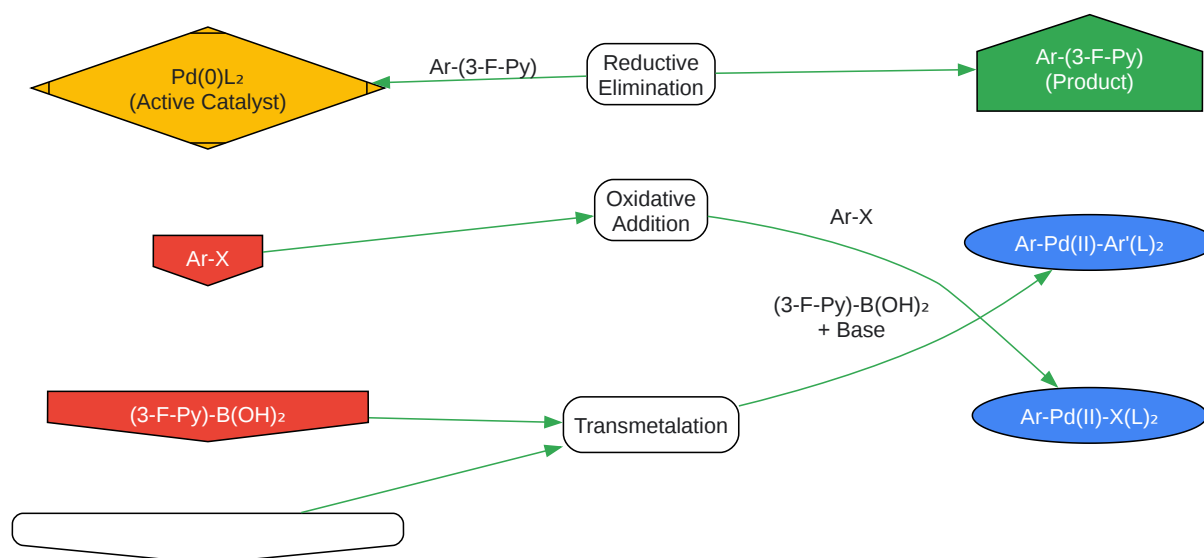 Pd(0)L₂
(Active Catalyst)
Ar-(3-F-Py)
Reductive
Elimination
Ar-(3-F-Py)
(Product)
Ar-X
Oxidative
Addition
Ar-X
Ar-Pd(II)-Ar'(L)₂
(3-F-Py)-B(OH)₂
+ Base
(3-F-Py)-B(OH)₂
Transmetalation
Ar-Pd(II)-X(L)₂